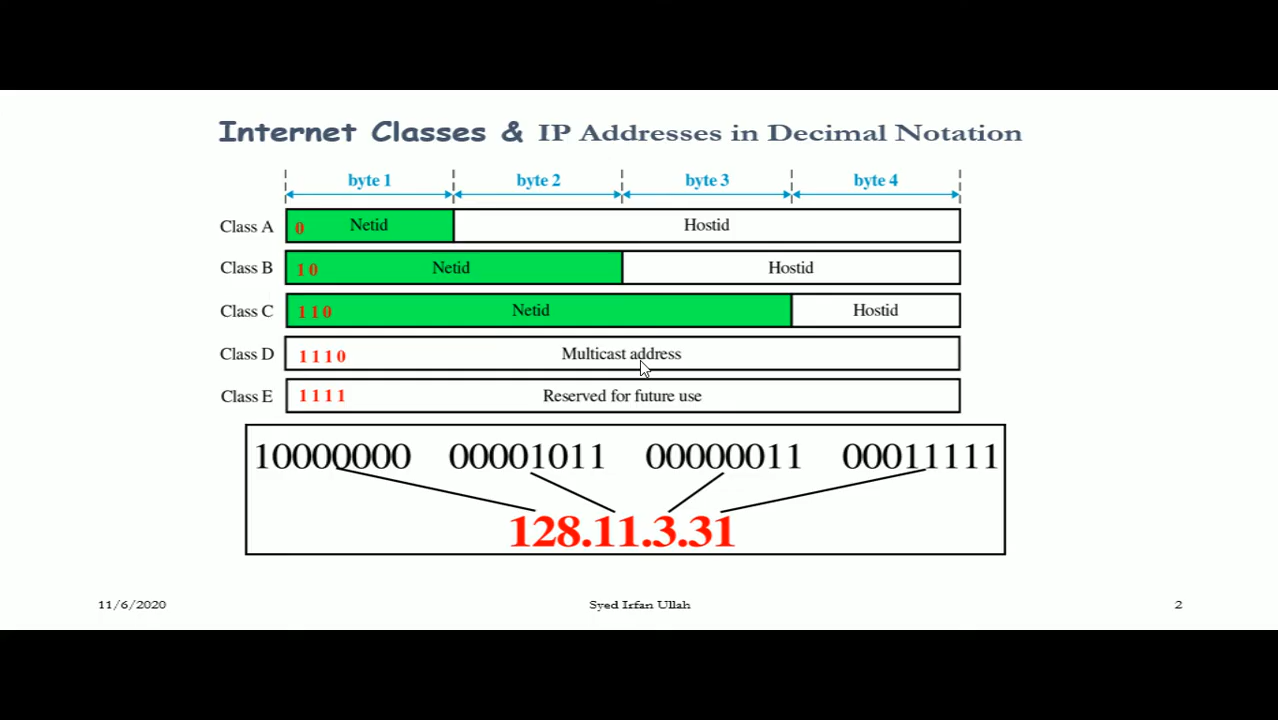 Internet Classes & IP Addresses in Decimal Notation
byte 1 byte 2 byte 3 byte 4
Class A 0 Netid Hostid
Class B 1 0 Netid Hostid
Class C 1 1 0 Netid Hostid
Class D 1 1 1 0 Multicast address
Class E 1 1 1 1 Reserved for future use
10000000 00001011 00000011 00011111
128.11.3.31
11/6/2020 Syed Irfan Ullah 2